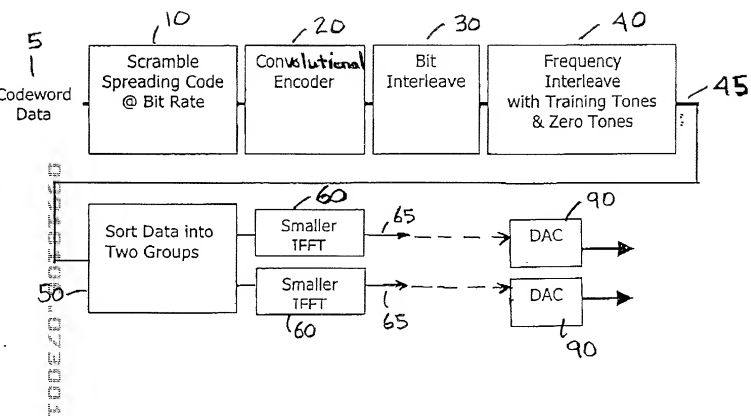 10
20
30
40
5
Codeword
Data
Scramble
Spreading Code
@ Bit Rate
Convolutional
Encoder
Bit
Interleave
Frequency
Interleave
with Training Tones
& Zero Tones
45
60
90
Sort Data into
Two Groups
Smaller
IFFT
65
DAC
50
Smaller
IFFT
60
65
DAC
90